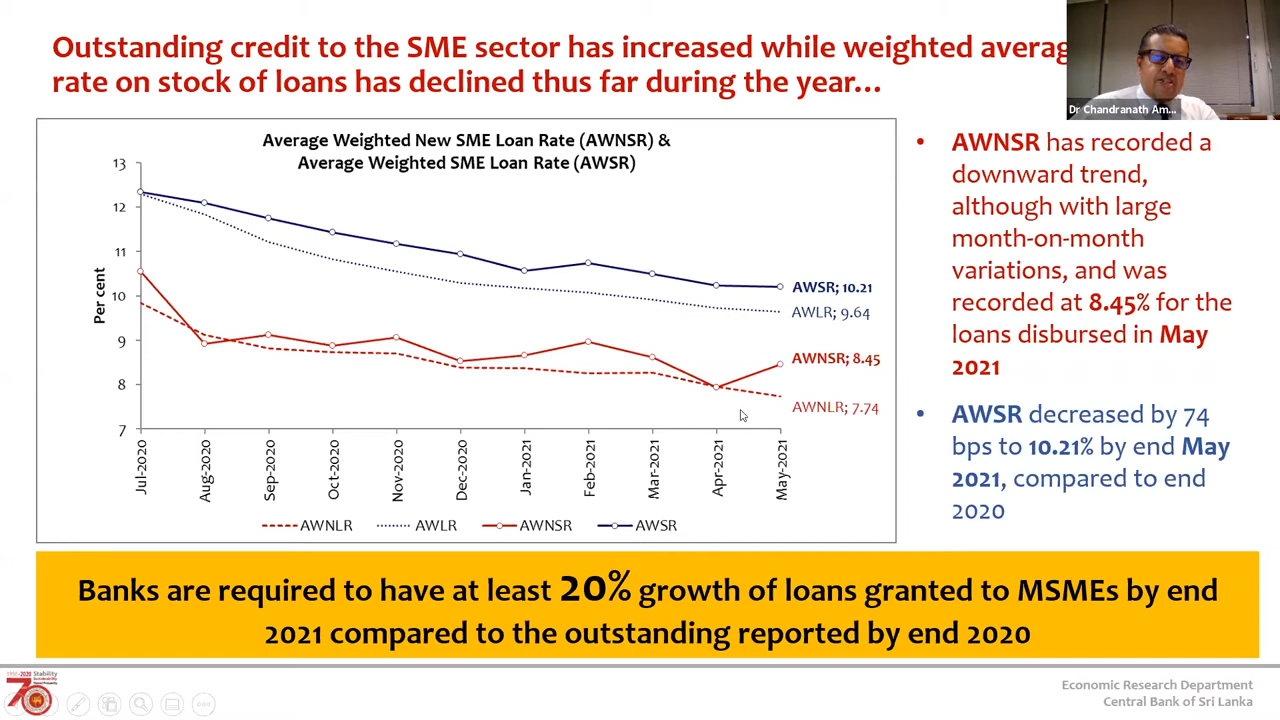 Outstanding credit to the SME sector has increased while weighted averag
rate on stock of loans has declined thus far during the year...
Dr Chandranath Am...
Average Weighted New SME Loan Rate (AWNSR) &
Average Weighted SME Loan Rate (AWSR)
13
12
11
10
9
8
7
Per cent
AWSR; 10.21
AWLR; 9.64
AWNSR; 8.45
AWNLR; 7.74
Jul-2020
Aug-2020
Sep-2020
Oct-2020
Nov-2020
Dec-2020
Jan-2021
Feb-2021
Mar-2021
Apr-2021
May-2021
AWNLR
AWLR
AWNSR
AWSR
• AWNSR has recorded a
downward trend,
although with large
month-on-month
variations, and was
recorded at 8.45% for the
loans disbursed in May
2021
• AWSR decreased by 74
bps to 10.21% by end May
2021, compared to end
2020
Banks are required to have at least 20% growth of loans granted to MSMEs by end
2021 compared to the outstanding reported by end 2020
70
Stability
Economic Research Department
Central Bank of Sri Lanka